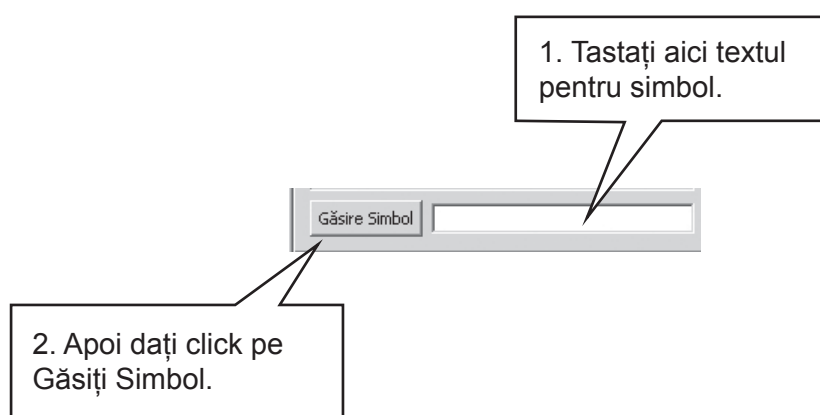 1. Tastați aici textul
pentru simbol.
Găsire Simbol
2. Apoi dați click pe
Găsiți Simbol.